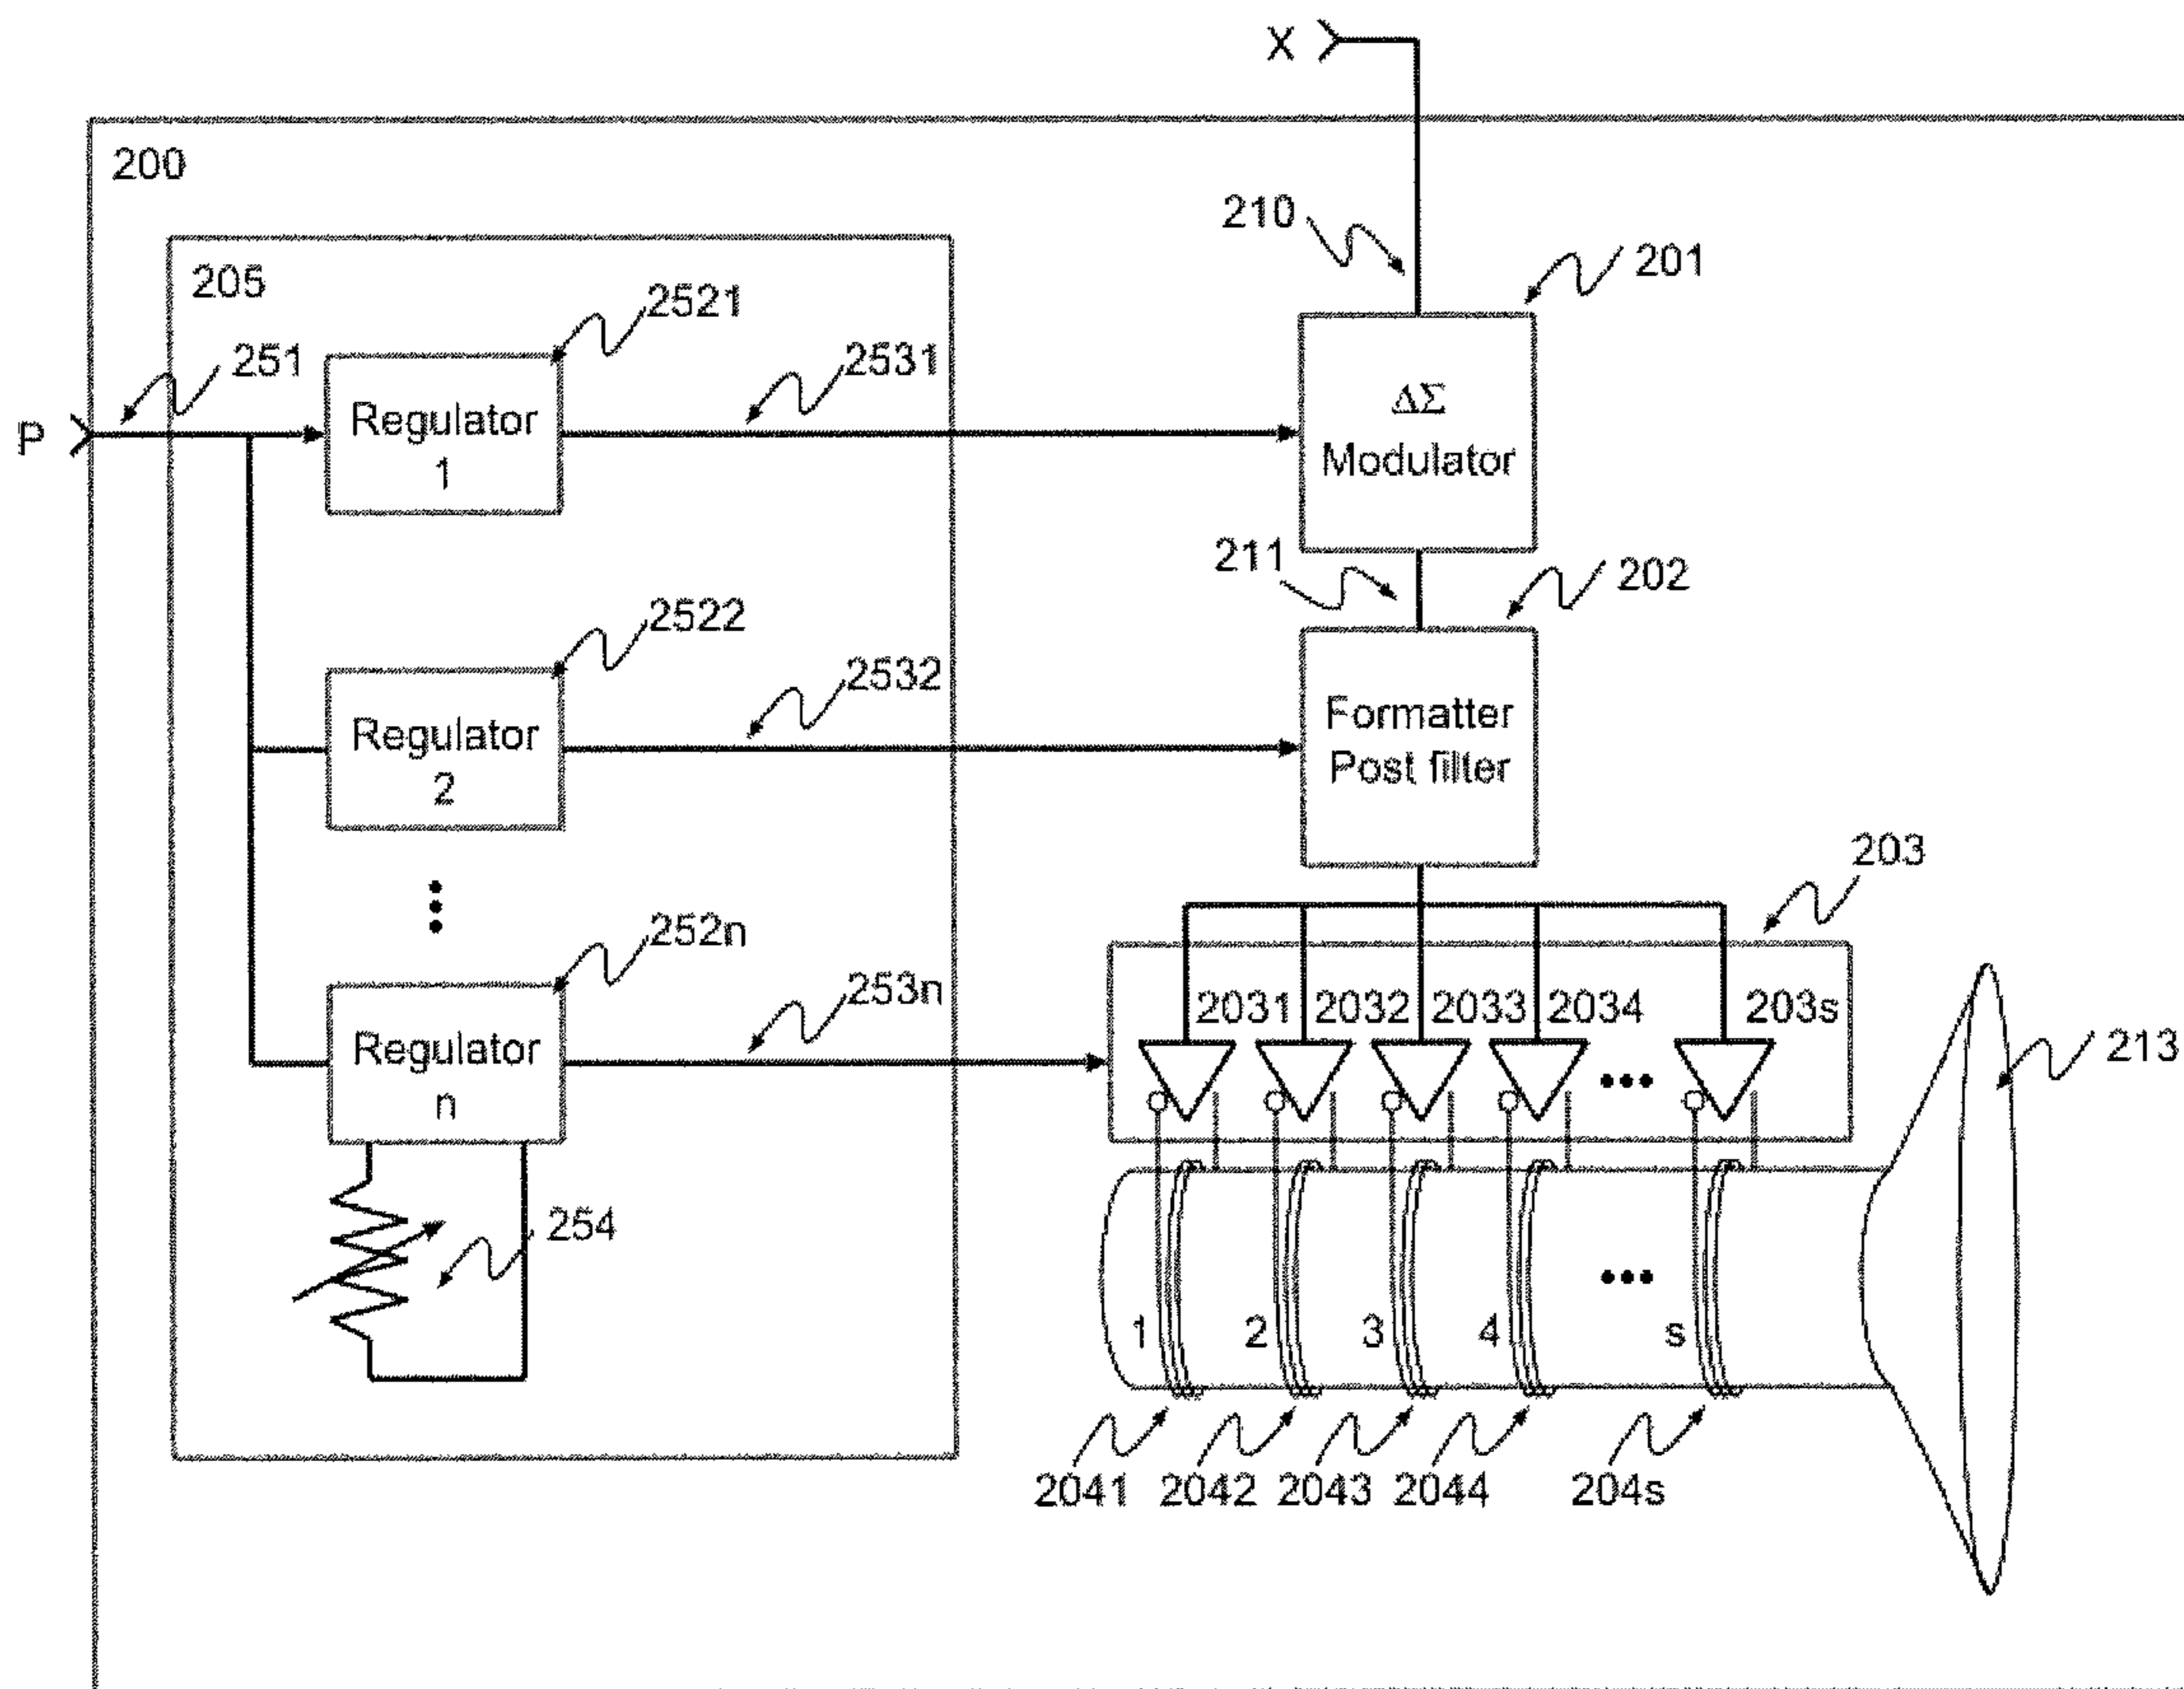 X
200
210
201
205
2521
251
2531
P
Regulator
1
ΔΣ
Modulator
211
202
2522
2532
Regulator
2
Formatter
Post filter
203
252n
253n
Regulator
n
2031
2032
2033
2034
203s
213
254
1
2
3
4
s
2041
2042
2043
2044
204s